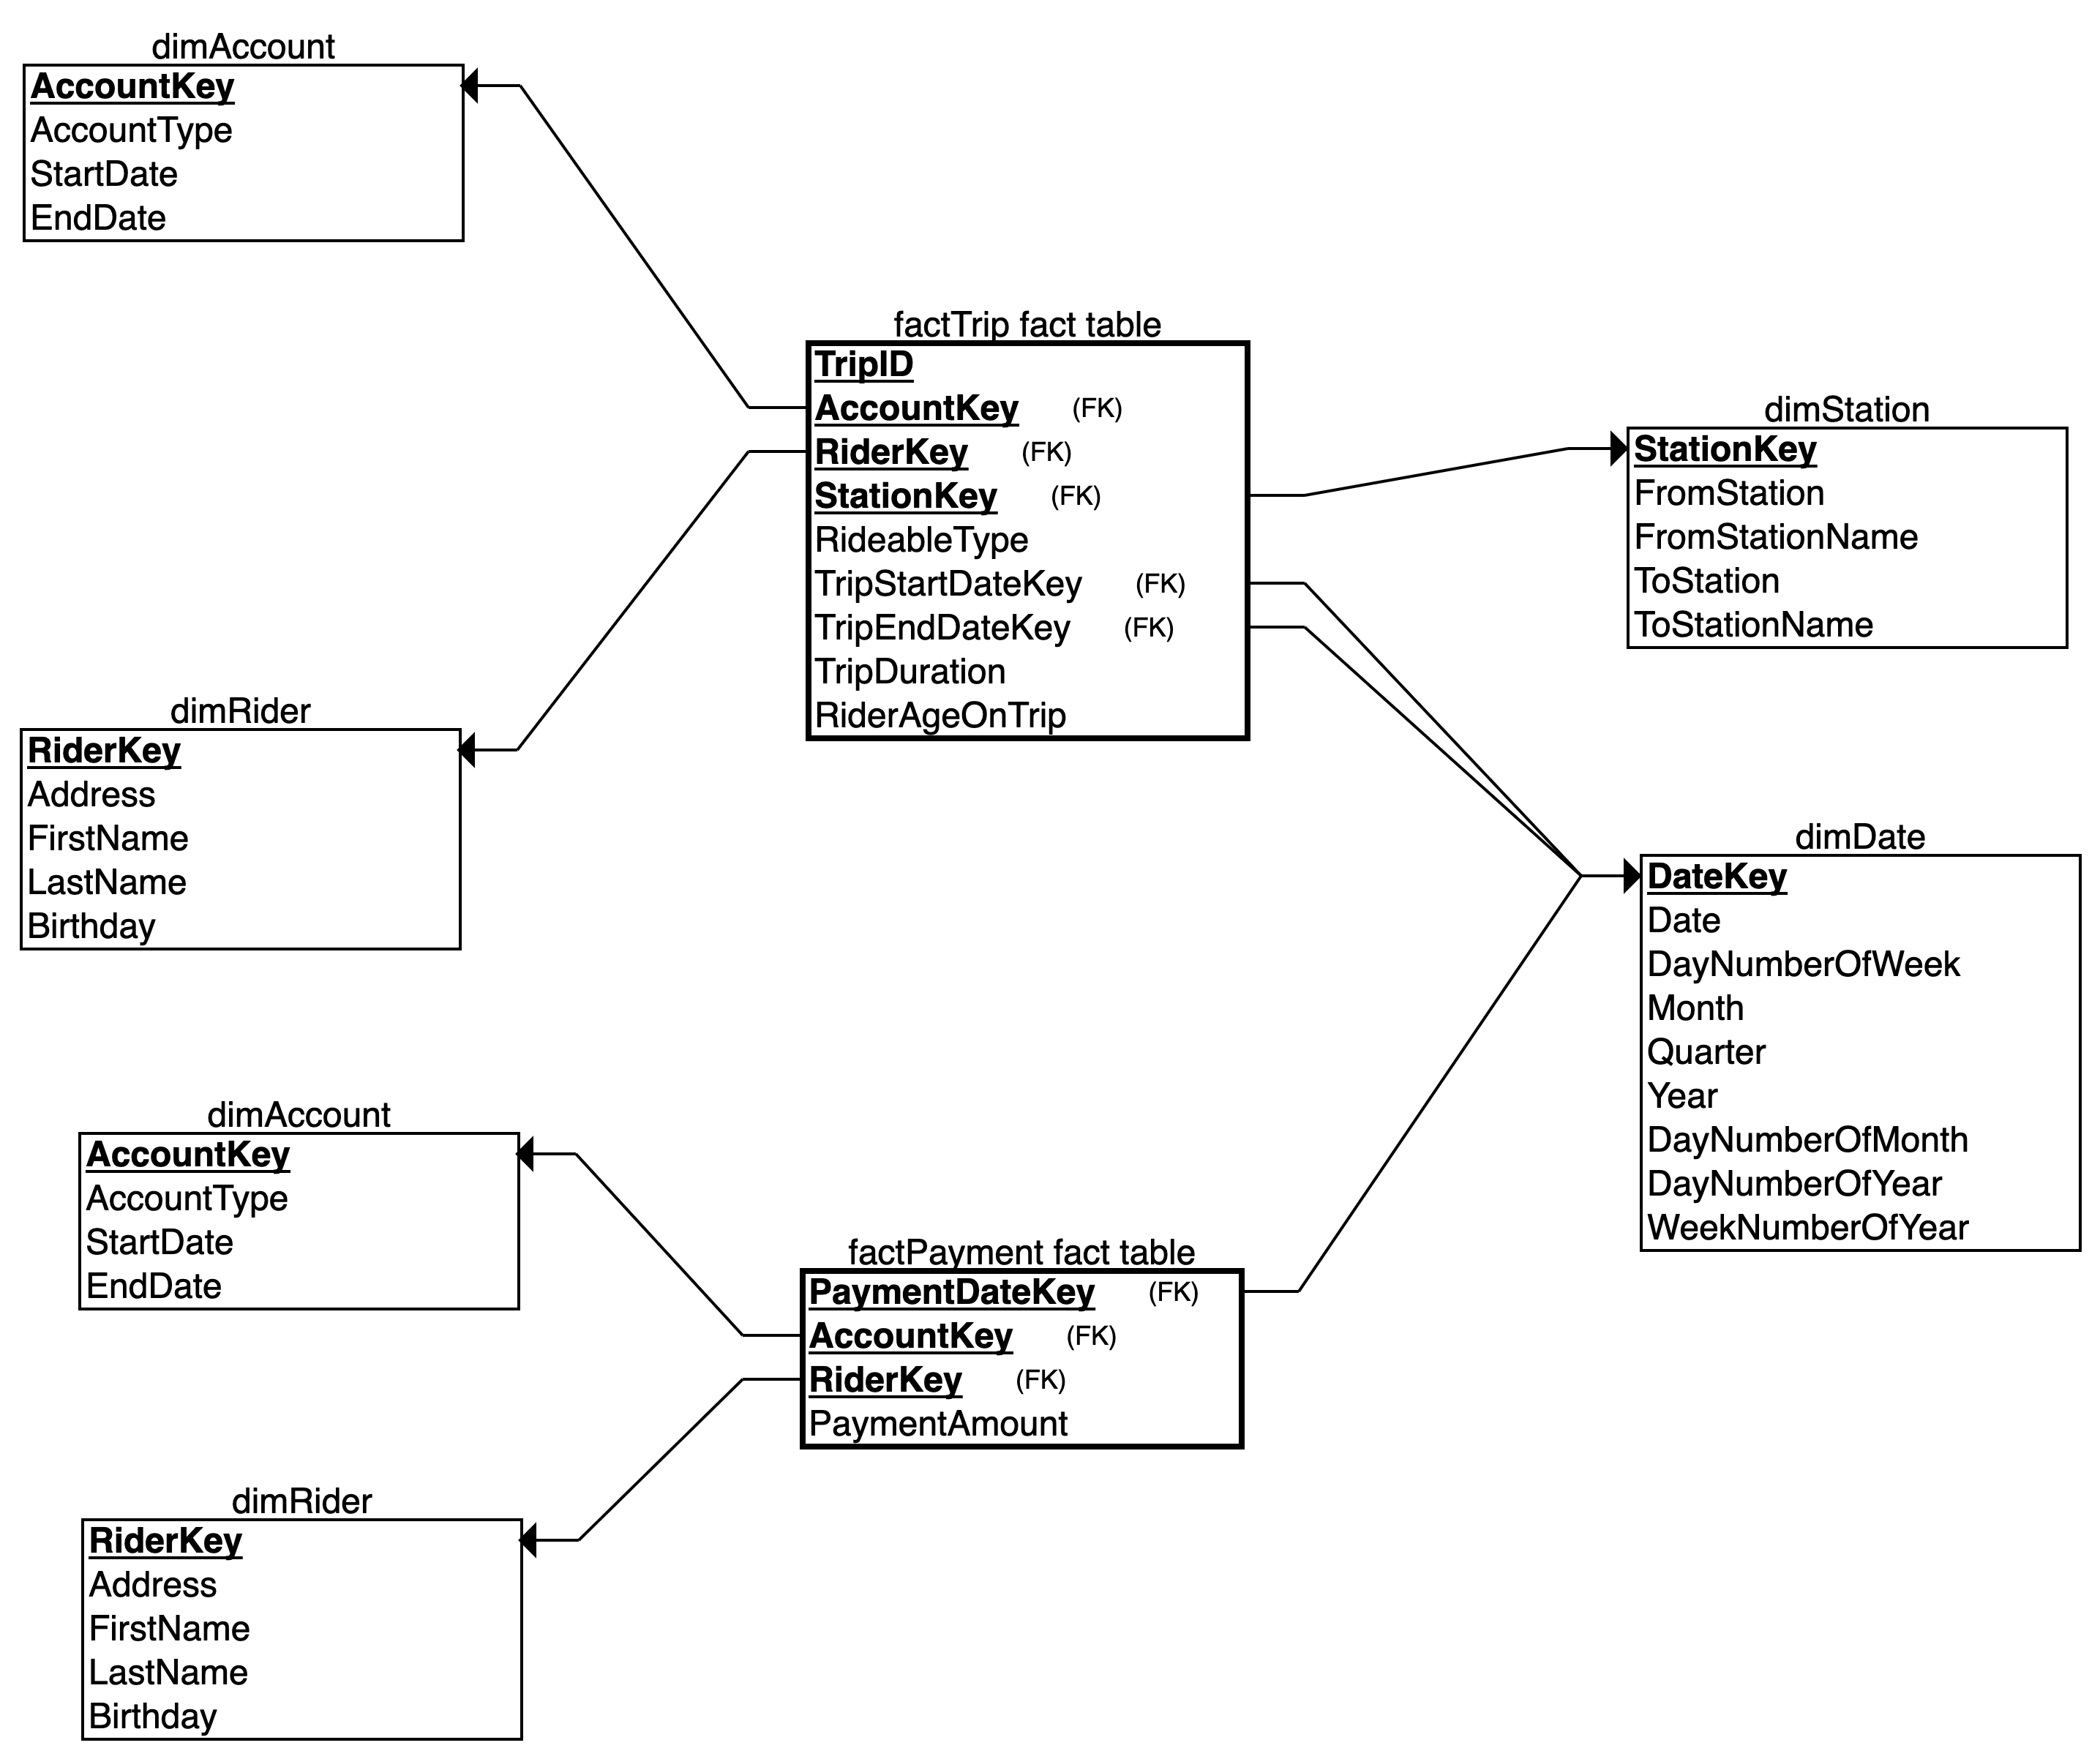 dimAccount
AccountKey
AccountType
StartDate
EndDate
factTrip fact table
TripID
AccountKey (FK)
RiderKey (FK)
StationKey (FK)
RideableType
TripStartDateKey (FK)
TripEndDateKey (FK)
TripDuration
RiderAgeOnTrip
dimStation
StationKey
FromStation
FromStationName
ToStation
ToStationName
dimRider
RiderKey
Address
FirstName
LastName
Birthday
dimDate
DateKey
Date
DayNumberOfWeek
Month
Quarter
Year
DayNumberOfMonth
DayNumberOfYear
WeekNumberOfYear
dimAccount
AccountKey
AccountType
StartDate
EndDate
factPayment fact table
PaymentDateKey (FK)
AccountKey (FK)
RiderKey (FK)
PaymentAmount
dimRider
RiderKey
Address
FirstName
LastName
Birthday